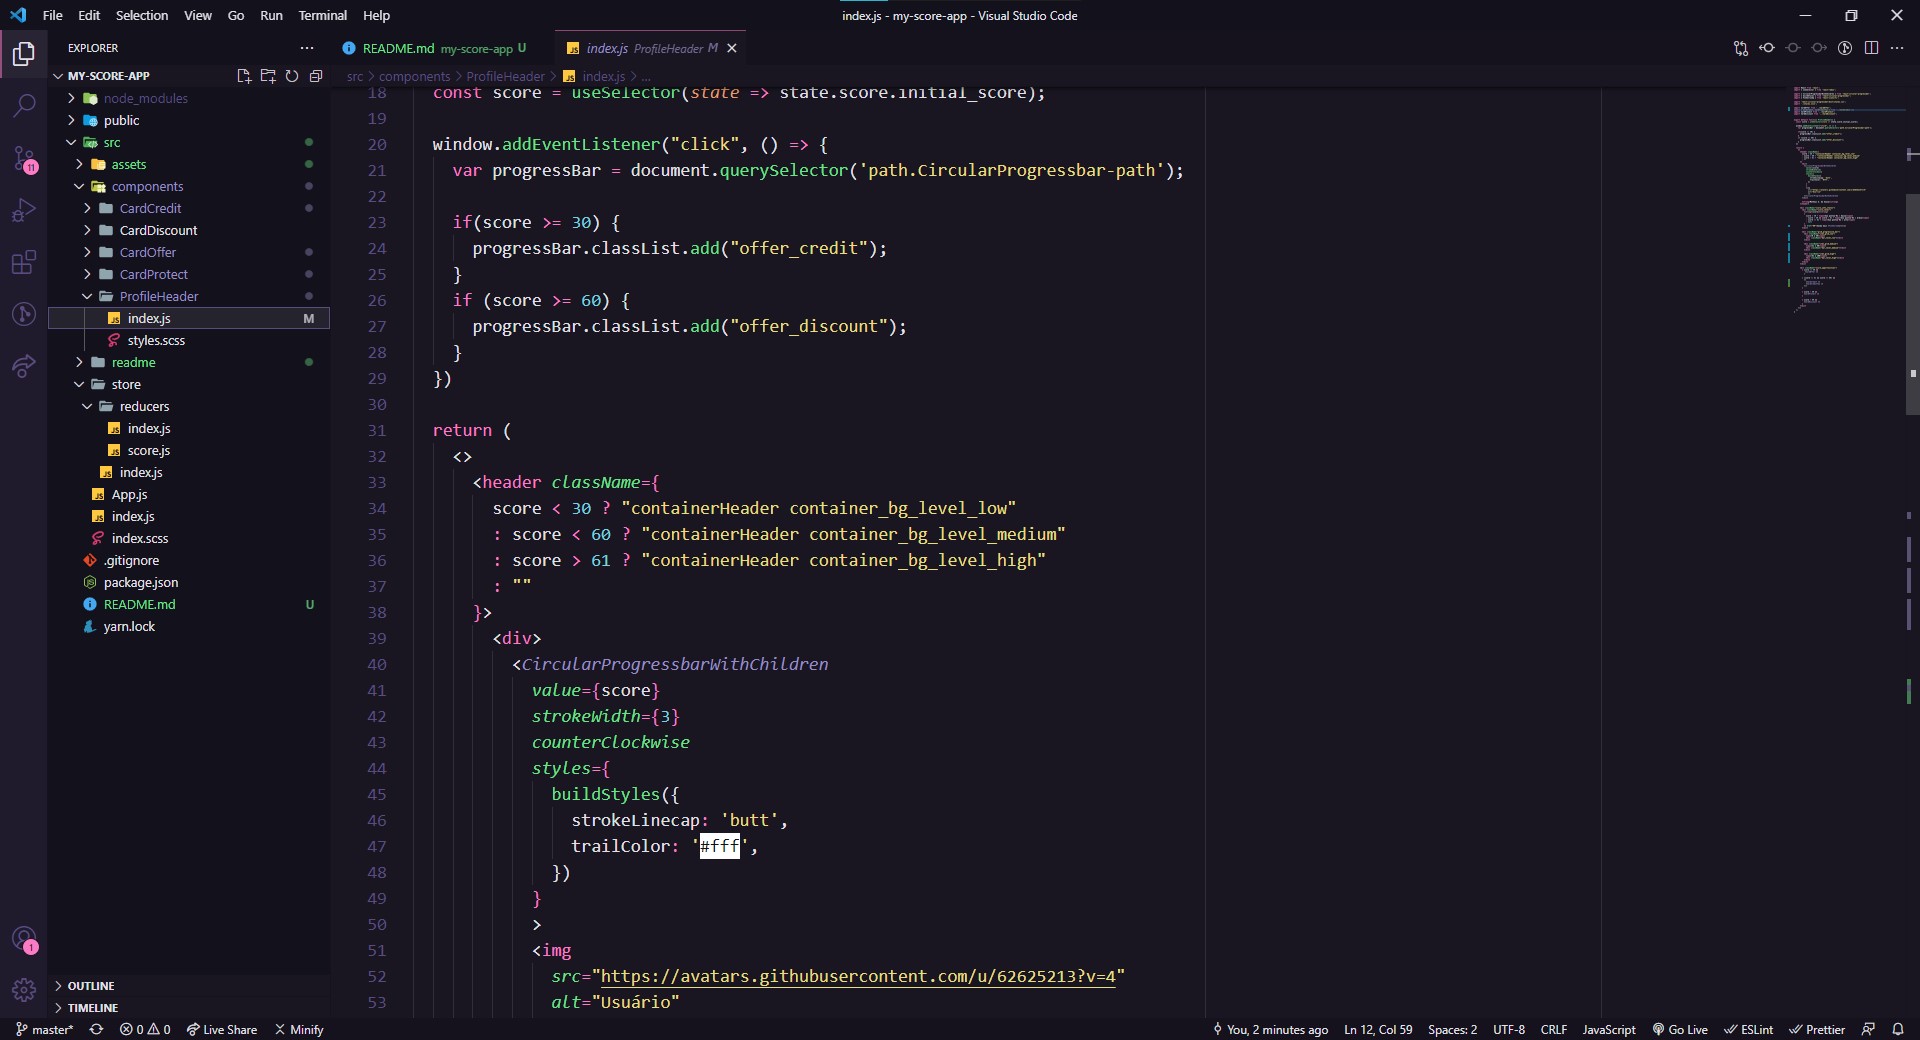 File Edit Selection View Go Run Terminal Help
index.js - my-score-app - Visual Studio Code
EXPLORER
README.md my-score-app U
index.js ProfileHeader M
MY-SCORE-APP
src > components > ProfileHeader > index.js > ...
node_modules
public
src
assets
components
CardCredit
CardDiscount
CardOffer
CardProtect
ProfileHeader
index.js M
styles.scss
readme
store
reducers
index.js
score.js
index.js
App.js
index.js
index.scss
.gitignore
package.json
README.md U
yarn.lock
OUTLINE
TIMELINE
11
1
18 const score = useSelector(state => state.score.initial_score);
19
20 window.addEventListener("click", () => {
21 var progressBar = document.querySelector('path.CircularProgressbar-path');
22
23 if(score >= 30) {
24 progressBar.classList.add("offer_credit");
25 }
26 if (score >= 60) {
27 progressBar.classList.add("offer_discount");
28 }
29 })
30
31 return (
32 <>
33 <header className={
34 score < 30 ? "containerHeader container_bg_level_low"
35 : score < 60 ? "containerHeader container_bg_level_medium"
36 : score > 61 ? "containerHeader container_bg_level_high"
37 : ""
38 }>
39 <div>
40 <CircularProgressbarWithChildren
41 value={score}
42 strokeWidth={3}
43 counterClockwise
44 styles={
45 buildStyles({
46 strokeLinecap: 'butt',
47 trailColor: '#fff',
48 })
49 }
50 >
51 <img
52 src="https://avatars.githubusercontent.com/u/62625213?v=4"
53 alt="Usuário"
master* 0 0 Live Share Minify
You, 2 minutes ago Ln 12, Col 59 Spaces: 2 UTF-8 CRLF JavaScript Go Live ESLint Prettier